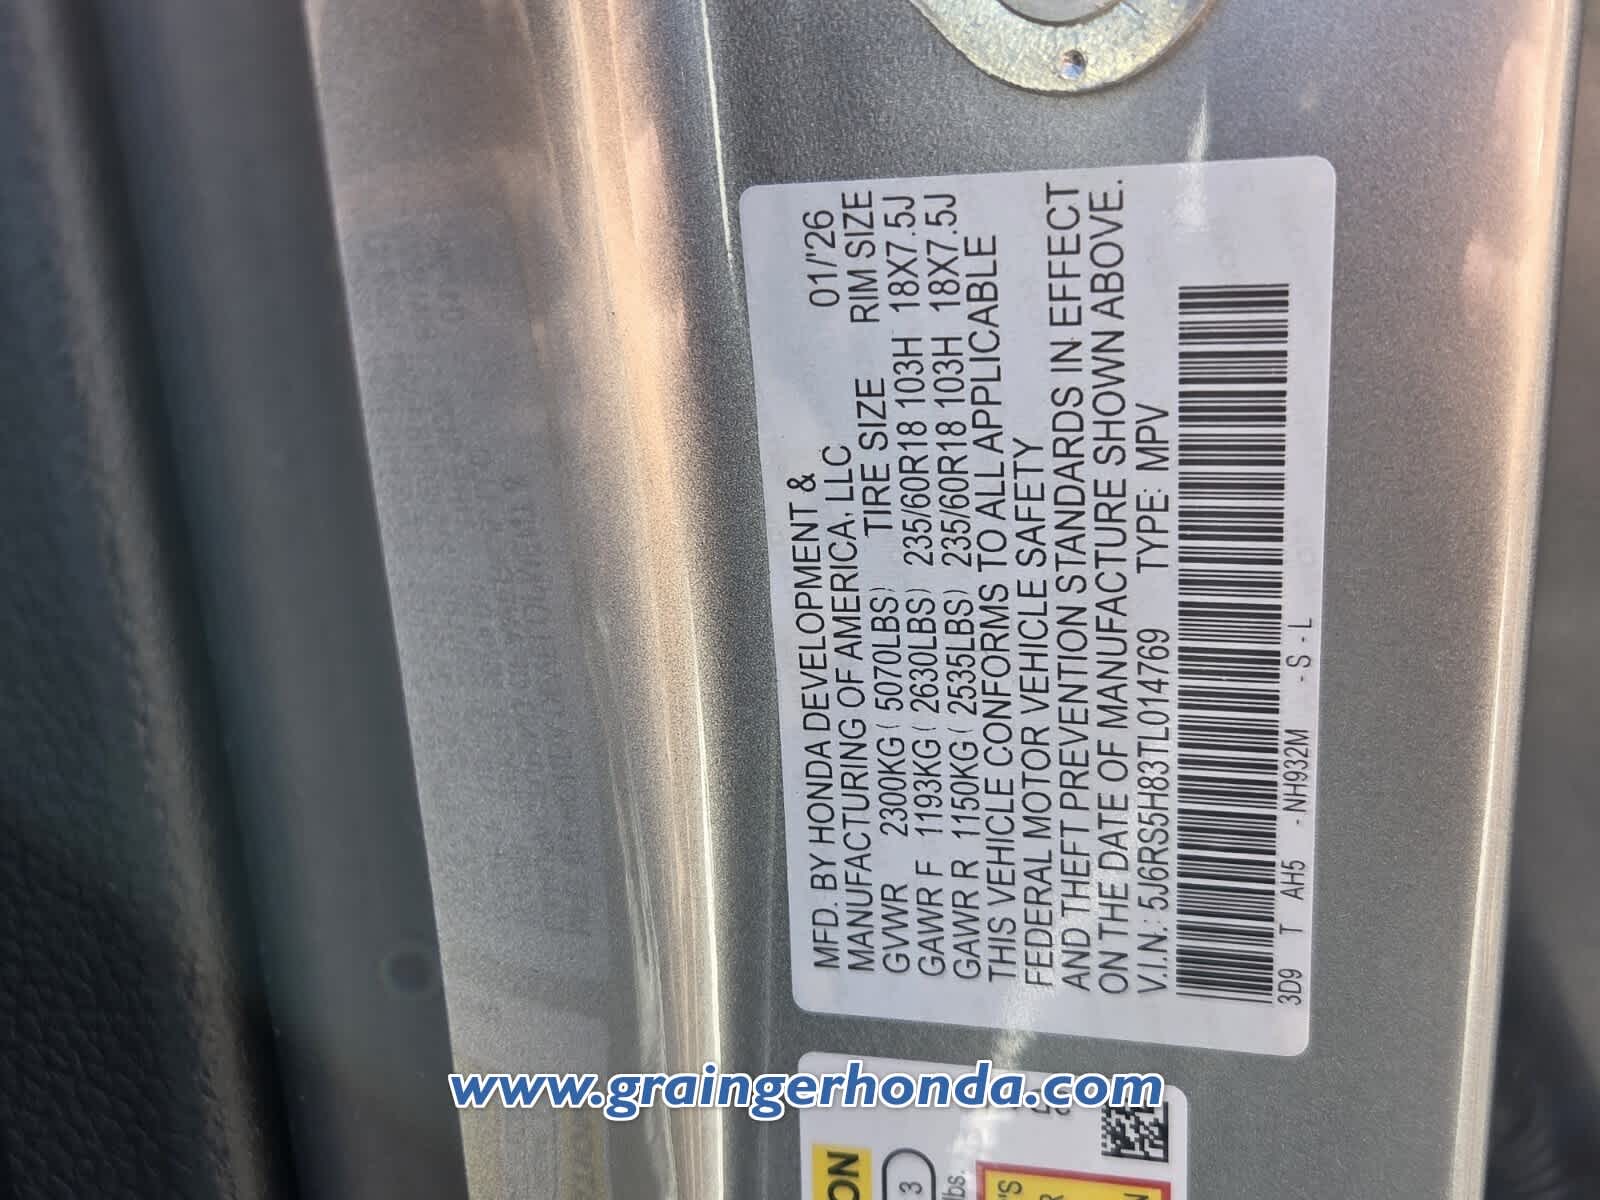 MFD. BY HONDA DEVELOPMENT &
MANUFACTURING OF AMERICA, LLC 01/'26
TIRE SIZE RIM SIZE
GVWR 2300KG ( 5070LBS)
GAWR F 1193KG ( 2630LBS) 235/60R18 103H 18X7.5J
GAWR R 1150KG ( 2535LBS) 235/60R18 103H 18X7.5J
THIS VEHICLE CONFORMS TO ALL APPLICABLE
FEDERAL MOTOR VEHICLE SAFETY
AND THEFT PREVENTION STANDARDS IN EFFECT
ON THE DATE OF MANUFACTURE SHOWN ABOVE.
V.I.N.: 5J6RS5H83TL014769 TYPE: MPV
3D9 T AH5 - NH932M - S - L
www.graingerhonda.com
ON
3
lbs.
'S
R
N